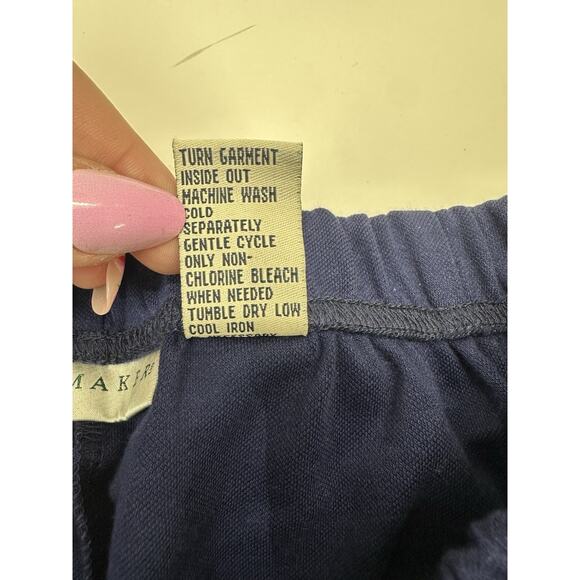 TURN GARMENT
INSIDE OUT
MACHINE WASH
COLD
SEPARATELY
GENTLE CYCLE
ONLY NON-
CHLORINE BLEACH
WHEN NEEDED
TUMBLE DRY LOW
COOL IRON
MAKERS